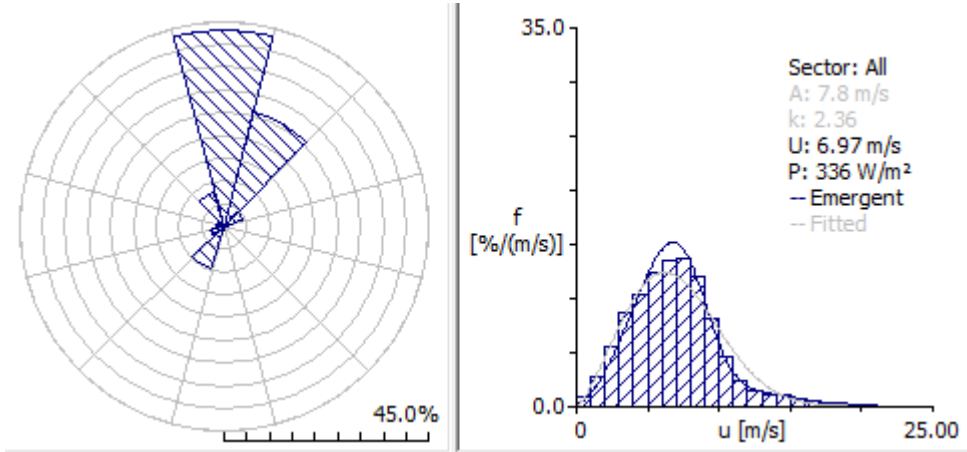 45.0%
35.0
Sector: All
A: 7.8 m/s
k: 2.36
U: 6.97 m/s
P: 336 W/m²
-- Emergent
-- Fitted
f
[%/(m/s)]
0.0
0
u [m/s]
25.00